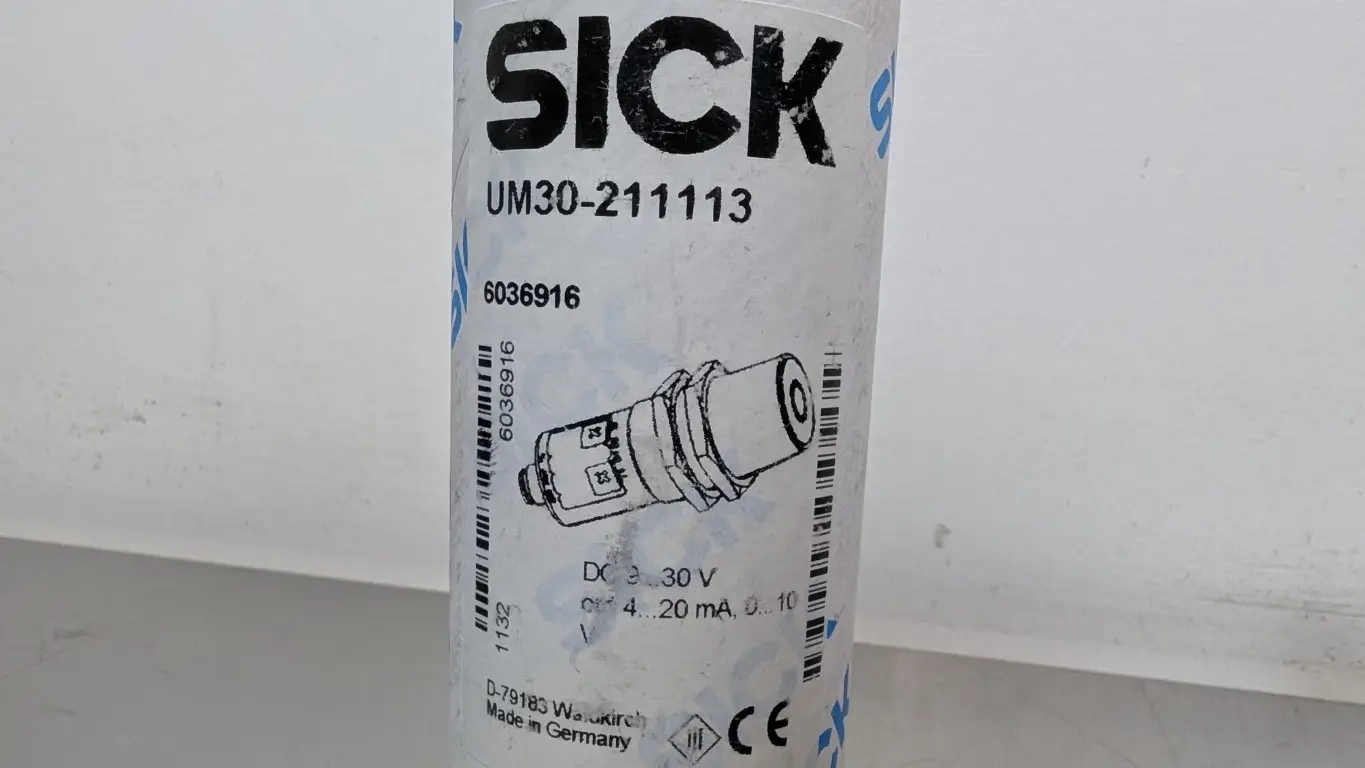 SICK
UM30-211113
6036916
6036916
1132
DC 9...30 V
4...20 mA, 0...10
V
D-79183 Waldkirch
Made in Germany
CE